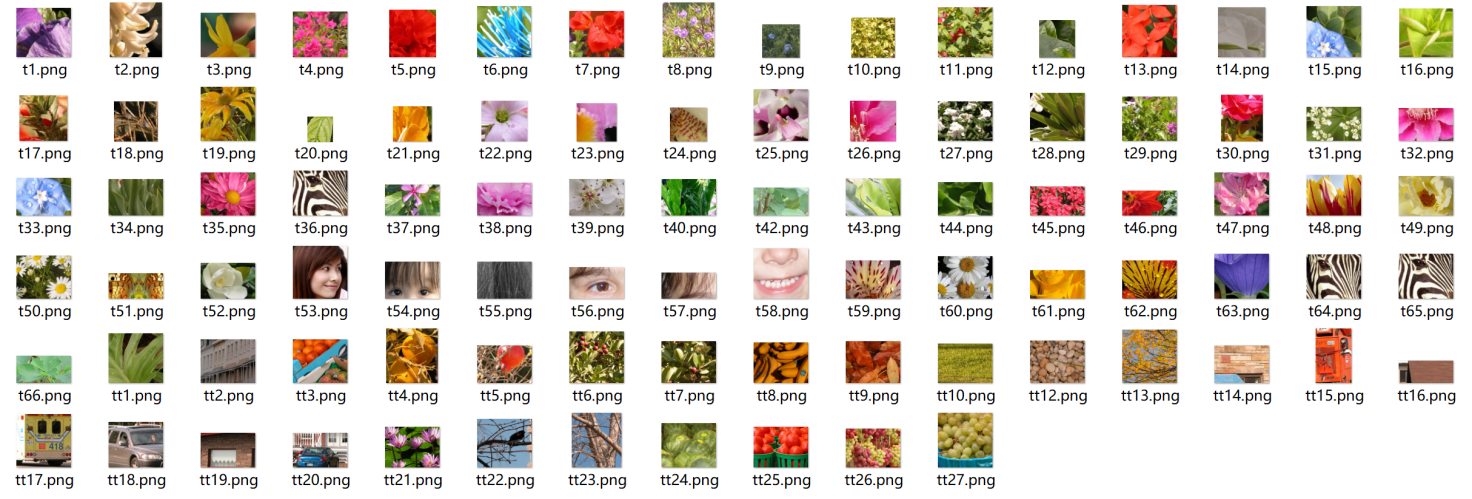 t1.png t2.png t3.png t4.png t5.png t6.png t7.png t8.png t9.png t10.png t11.png t12.png t13.png t14.png t15.png t16.png
t17.png t18.png t19.png t20.png t21.png t22.png t23.png t24.png t25.png t26.png t27.png t28.png t29.png t30.png t31.png t32.png
t33.png t34.png t35.png t36.png t37.png t38.png t39.png t40.png t42.png t43.png t44.png t45.png t46.png t47.png t48.png t49.png
t50.png t51.png t52.png t53.png t54.png t55.png t56.png t57.png t58.png t59.png t60.png t61.png t62.png t63.png t64.png t65.png
t66.png tt1.png tt2.png tt3.png tt4.png tt5.png tt6.png tt7.png tt8.png tt9.png tt10.png tt12.png tt13.png tt14.png tt15.png tt16.png
418
tt17.png tt18.png tt19.png tt20.png tt21.png tt22.png tt23.png tt24.png tt25.png tt26.png tt27.png